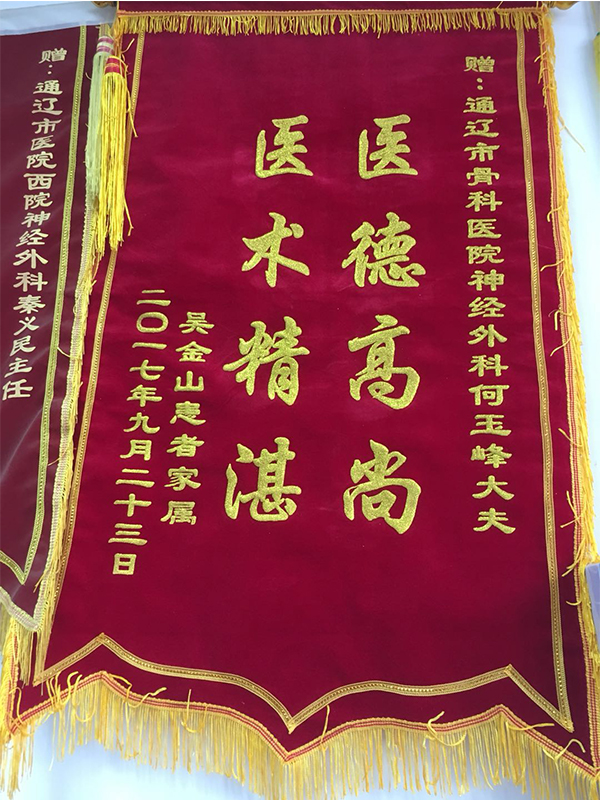 赠：通辽市骨科医院神经外科何玉峰大夫
医德高尚
医术精湛
吴金山患者家属
二〇一七年九月二十三日
赠：通辽市医院西院神经外科秦义民主任